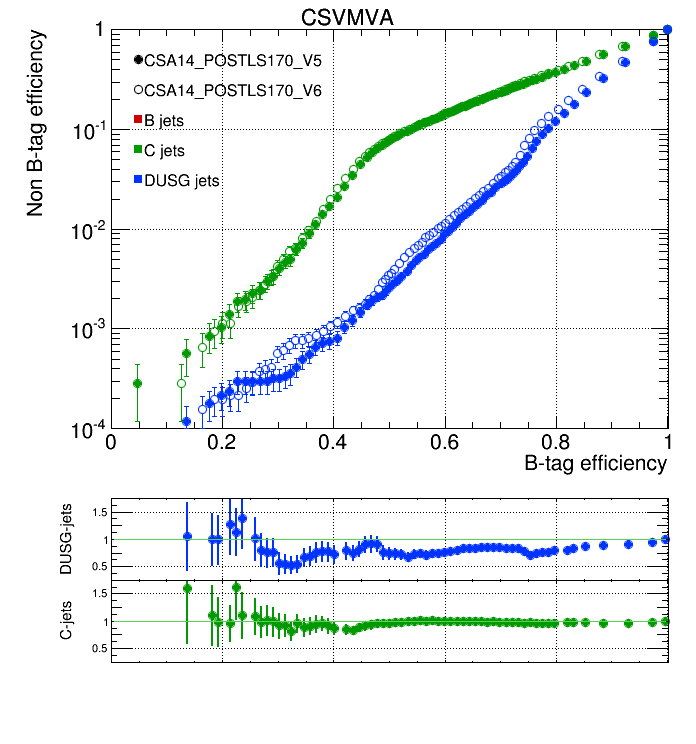 CSVMVA
Non B-tag efficiency
1
10-1
10-2
10-3
10-4
CSA14_POSTLS170_V5
CSA14_POSTLS170_V6
B jets
C jets
DUSG jets
0 0.2 0.4 0.6 0.8 1
B-tag efficiency
DUSG-jets
1.5
1
0.5
C-jets
1.5
1
0.5